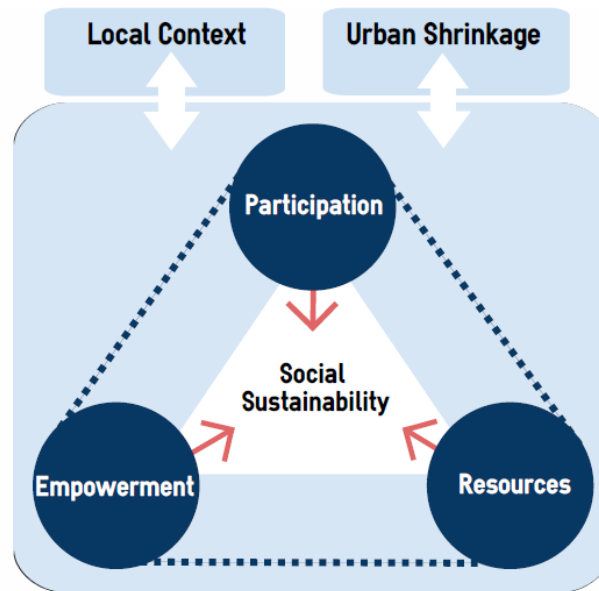 Local Context
Urban Shrinkage
Participation
Social
Sustainability
Empowerment
Resources